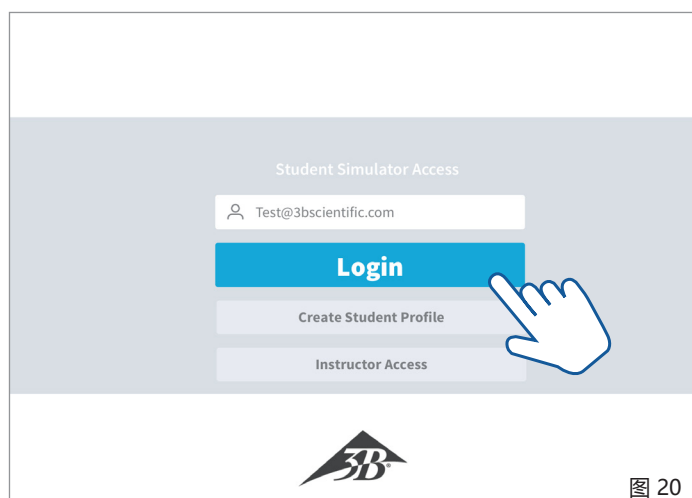 Student Simulator Access
Test@3bscientific.com
Login
Create Student Profile
Instructor Access
3B®
图 20